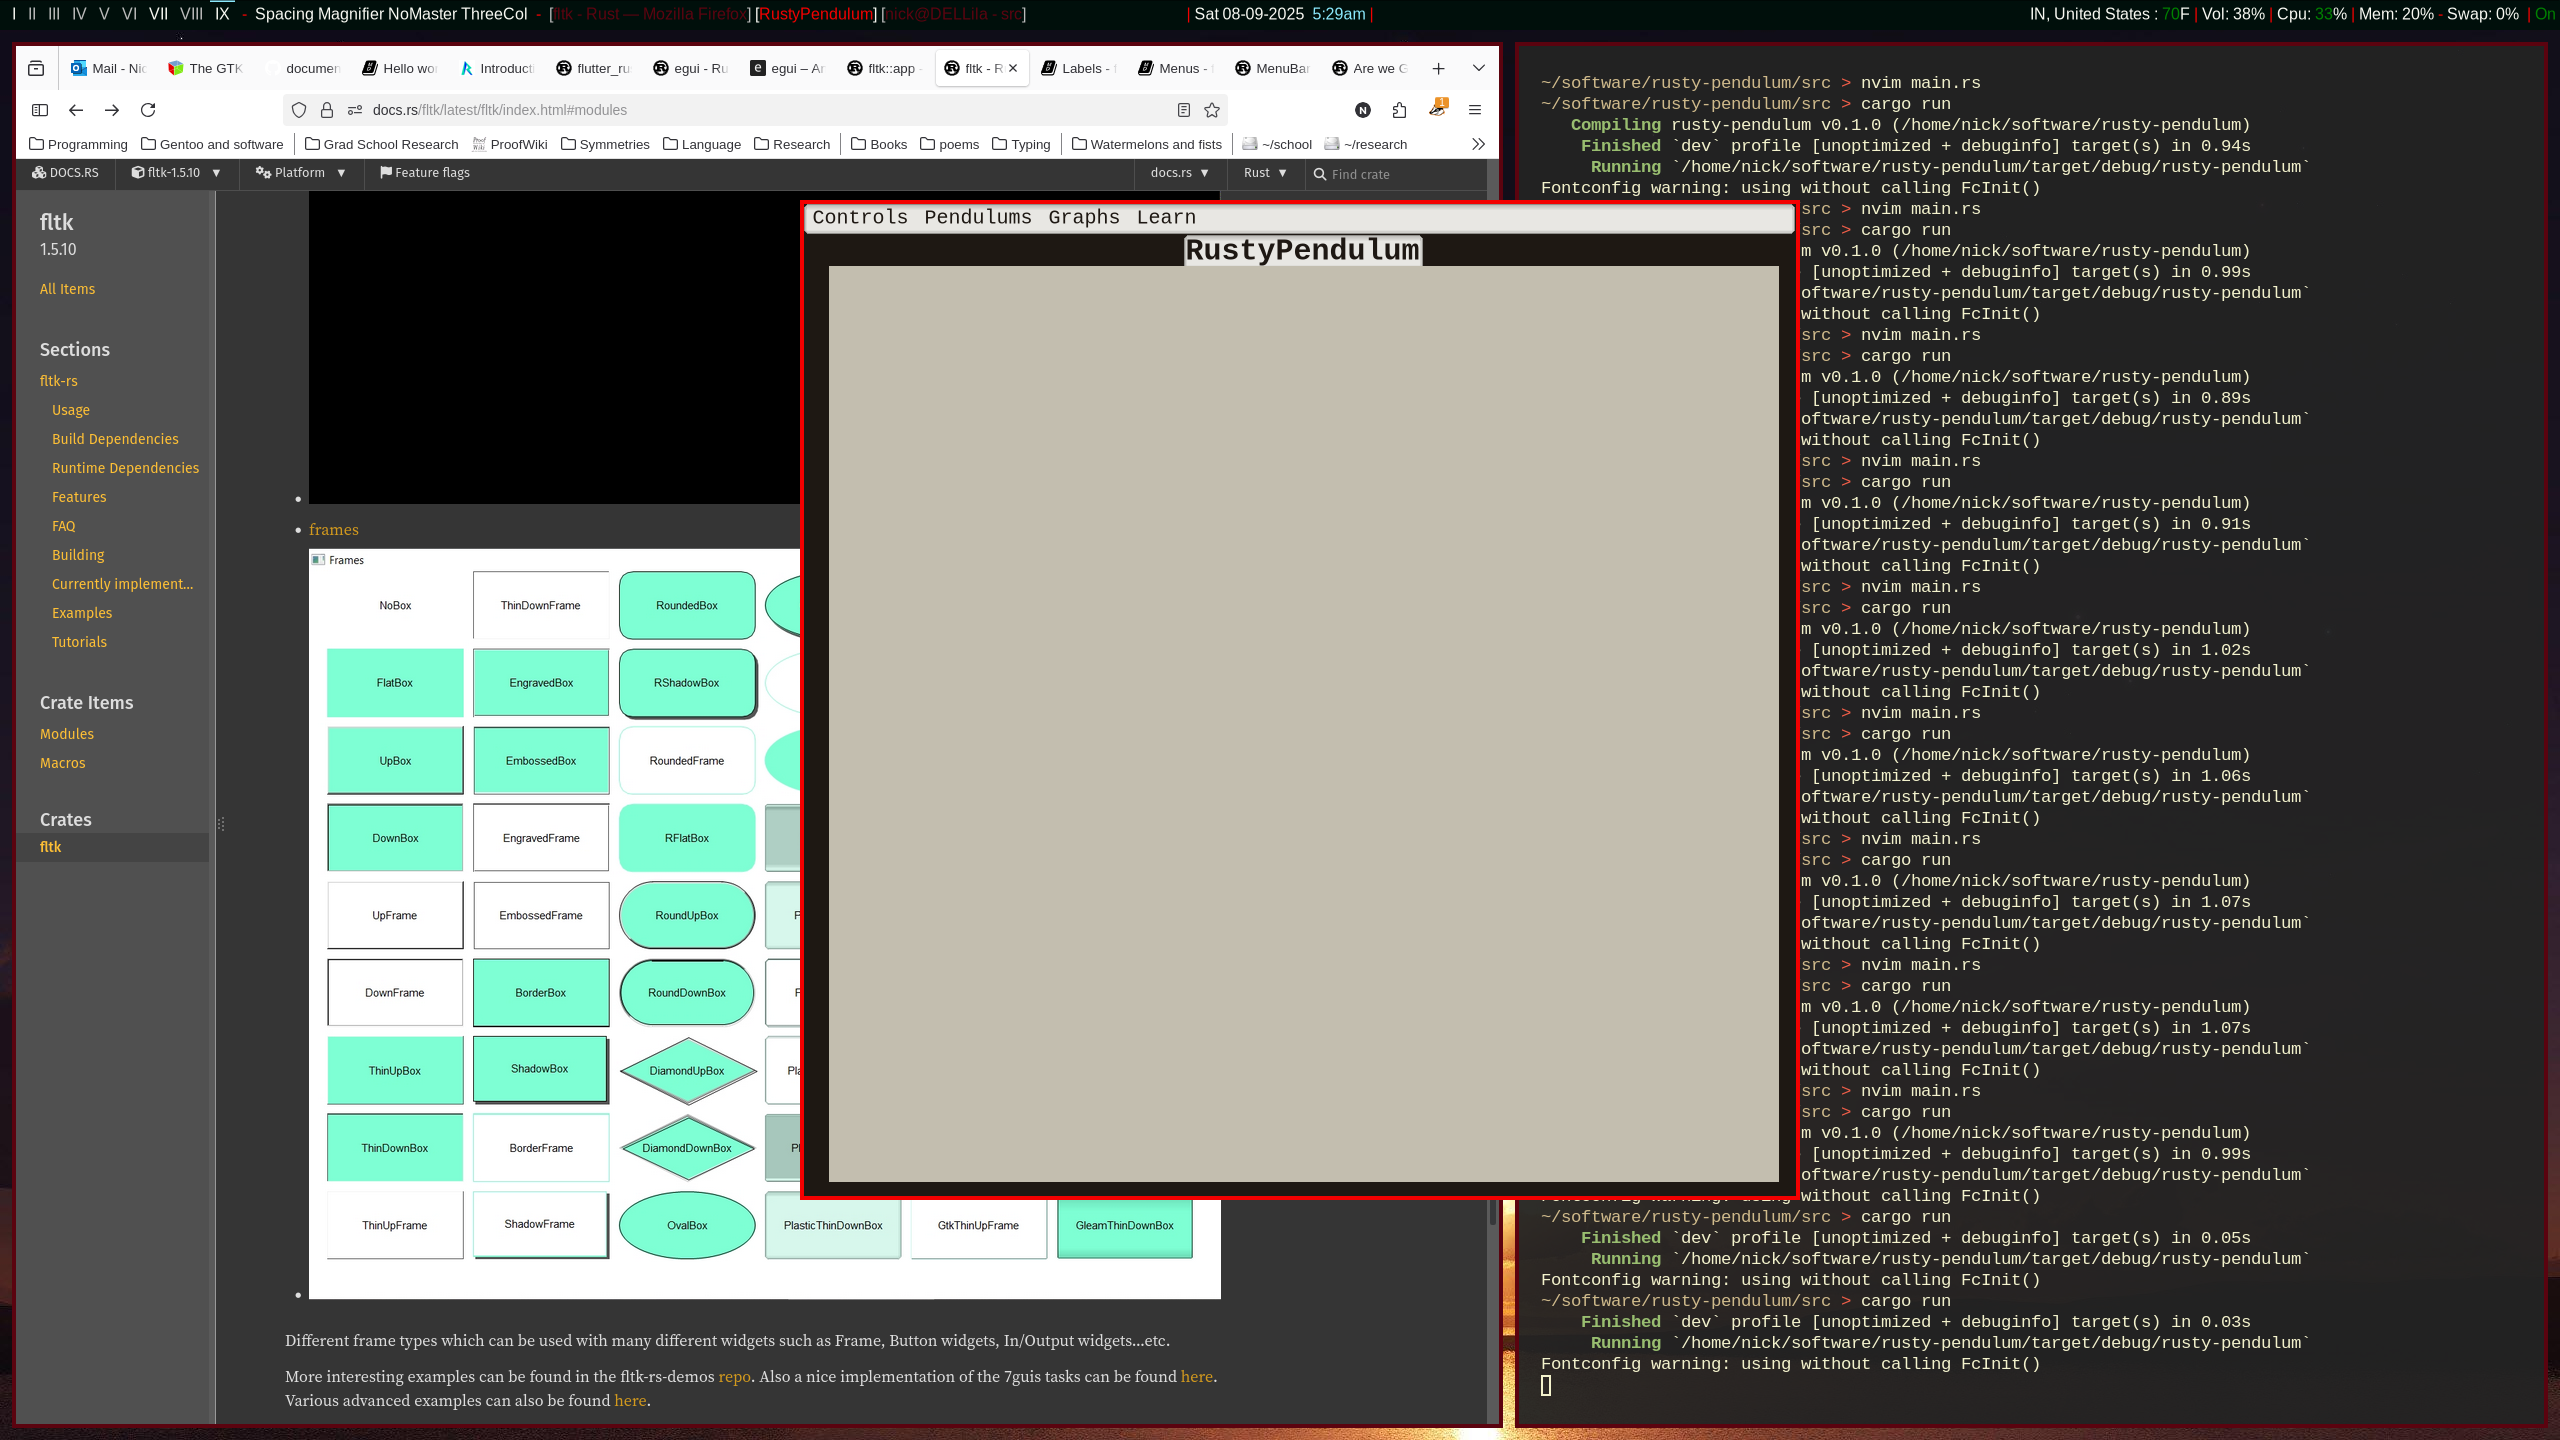 I II III IV V VI VII VIII IX - Spacing Magnifier NoMaster ThreeCol - [fltk - Rust — Mozilla Firefox] [RustyPendulum] [nick@DELLila - src] | Sat 08-09-2025 5:29am | IN, United States : 70F | Vol: 38% | Cpu: 33% | Mem: 20% - Swap: 0% | On
Mail - Nic The GTK documen Hello wor Introducti flutter_ru egui - Ru egui – An fltk::app - fltk - R Labels - f Menus - f MenuBar Are we G
docs.rs/fltk/latest/fltk/index.html#modules
Programming Gentoo and software Grad School Research ProofWiki Symmetries Language Research Books poems Typing Watermelons and fists ~/school ~/research
DOCS.RS fltk-1.5.10 Platform Feature flags docs.rs Rust Find crate
fltk
1.5.10
All Items
Sections
fltk-rs
Usage
Build Dependencies
Runtime Dependencies
Features
FAQ
Building
Currently implement...
Examples
Tutorials
Crate Items
Modules
Macros
Crates
fltk
frames
Frames
NoBox ThinDownFrame RoundedBox
FlatBox EngravedBox RShadowBox
UpBox EmbossedBox RoundedFrame
DownBox EngravedFrame RFlatBox
UpFrame EmbossedFrame RoundUpBox
DownFrame BorderBox RoundDownBox
ThinUpBox ShadowBox DiamondUpBox
ThinDownBox BorderFrame DiamondDownBox
ThinUpFrame ShadowFrame OvalBox PlasticThinDownBox GtkThinUpFrame GleamThinDownBox
Different frame types which can be used with many different widgets such as Frame, Button widgets, In/Output widgets...etc.
More interesting examples can be found in the fltk-rs-demos repo. Also a nice implementation of the 7guis tasks can be found here.
Various advanced examples can also be found here.
Controls Pendulums Graphs Learn
RustyPendulum
~/software/rusty-pendulum/src > nvim main.rs
~/software/rusty-pendulum/src > cargo run
Compiling rusty-pendulum v0.1.0 (/home/nick/software/rusty-pendulum)
Finished `dev` profile [unoptimized + debuginfo] target(s) in 0.94s
Running `/home/nick/software/rusty-pendulum/target/debug/rusty-pendulum`
Fontconfig warning: using without calling FcInit()
src > nvim main.rs
src > cargo run
m v0.1.0 (/home/nick/software/rusty-pendulum)
[unoptimized + debuginfo] target(s) in 0.99s
oftware/rusty-pendulum/target/debug/rusty-pendulum`
without calling FcInit()
src > nvim main.rs
src > cargo run
m v0.1.0 (/home/nick/software/rusty-pendulum)
[unoptimized + debuginfo] target(s) in 0.89s
oftware/rusty-pendulum/target/debug/rusty-pendulum`
without calling FcInit()
src > nvim main.rs
src > cargo run
m v0.1.0 (/home/nick/software/rusty-pendulum)
[unoptimized + debuginfo] target(s) in 0.91s
oftware/rusty-pendulum/target/debug/rusty-pendulum`
without calling FcInit()
src > nvim main.rs
src > cargo run
m v0.1.0 (/home/nick/software/rusty-pendulum)
[unoptimized + debuginfo] target(s) in 1.02s
oftware/rusty-pendulum/target/debug/rusty-pendulum`
without calling FcInit()
src > nvim main.rs
src > cargo run
m v0.1.0 (/home/nick/software/rusty-pendulum)
[unoptimized + debuginfo] target(s) in 1.06s
oftware/rusty-pendulum/target/debug/rusty-pendulum`
without calling FcInit()
src > nvim main.rs
src > cargo run
m v0.1.0 (/home/nick/software/rusty-pendulum)
[unoptimized + debuginfo] target(s) in 1.07s
oftware/rusty-pendulum/target/debug/rusty-pendulum`
without calling FcInit()
src > nvim main.rs
src > cargo run
m v0.1.0 (/home/nick/software/rusty-pendulum)
[unoptimized + debuginfo] target(s) in 1.07s
oftware/rusty-pendulum/target/debug/rusty-pendulum`
without calling FcInit()
src > nvim main.rs
src > cargo run
m v0.1.0 (/home/nick/software/rusty-pendulum)
[unoptimized + debuginfo] target(s) in 0.99s
oftware/rusty-pendulum/target/debug/rusty-pendulum`
without calling FcInit()
~/software/rusty-pendulum/src > cargo run
Finished `dev` profile [unoptimized + debuginfo] target(s) in 0.05s
Running `/home/nick/software/rusty-pendulum/target/debug/rusty-pendulum`
Fontconfig warning: using without calling FcInit()
~/software/rusty-pendulum/src > cargo run
Finished `dev` profile [unoptimized + debuginfo] target(s) in 0.03s
Running `/home/nick/software/rusty-pendulum/target/debug/rusty-pendulum`
Fontconfig warning: using without calling FcInit()